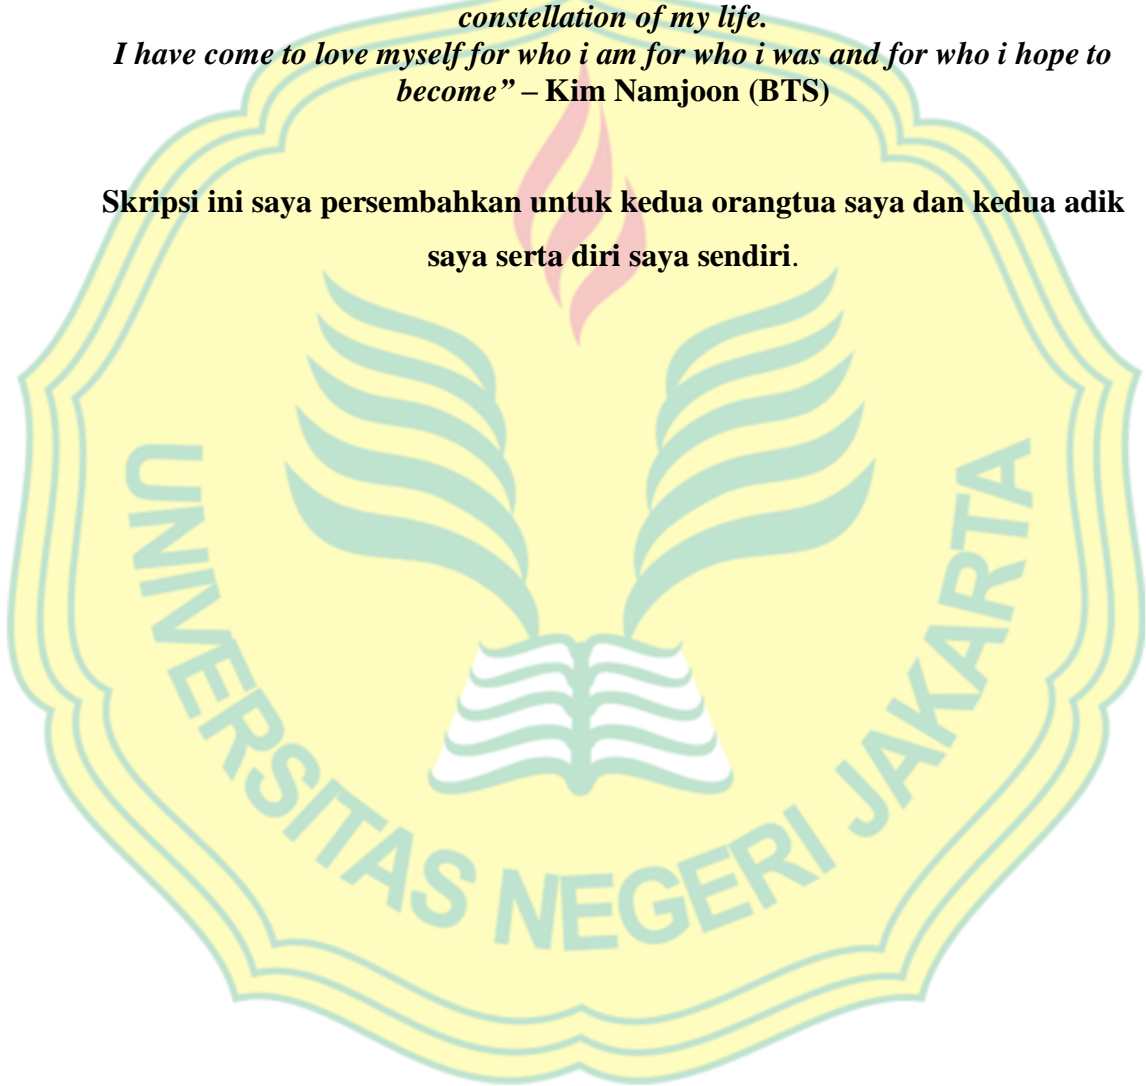 constellation of my life.
I have come to love myself for who i am for who i was and for who i hope to
become” – Kim Namjoon (BTS)
Skripsi ini saya persembahkan untuk kedua orangtua saya dan kedua adik
saya serta diri saya sendiri.
UNIVERSITAS NEGERI JAKARTA